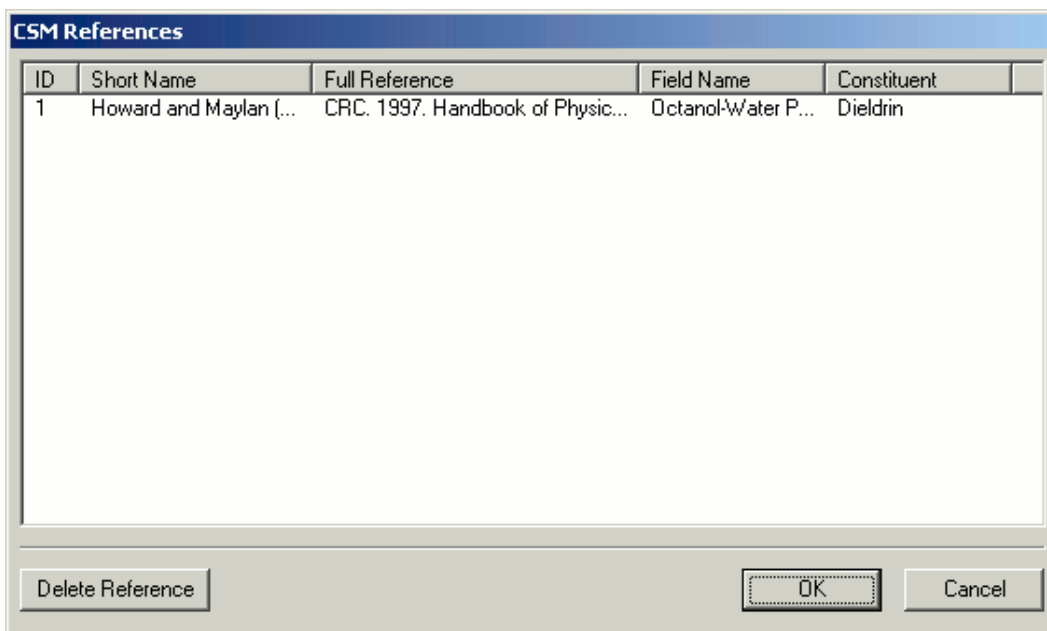 CSM References
ID Short Name Full Reference Field Name Constituent
1 Howard and Maylan (... CRC. 1997. Handbook of Physic... Octanol-Water P... Dieldrin
Delete Reference OK Cancel